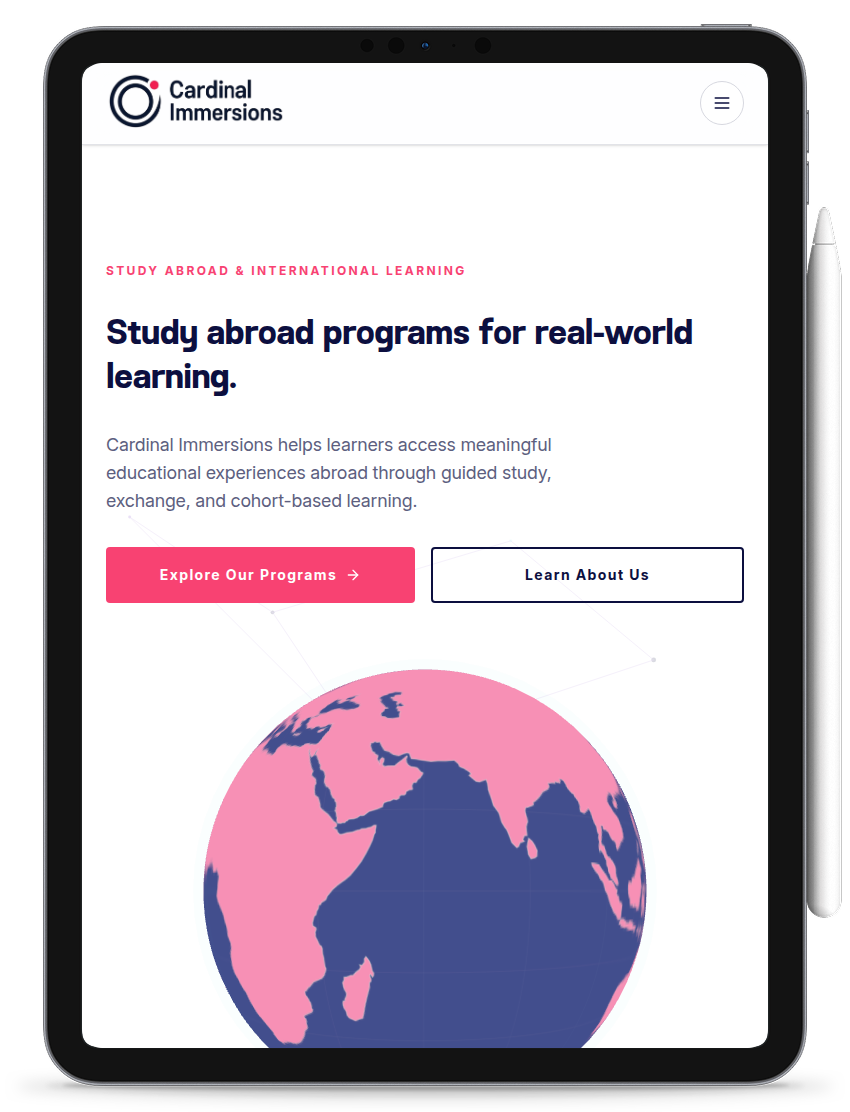 Cardinal
Immersions
STUDY ABROAD & INTERNATIONAL LEARNING
Study abroad programs for real-world
learning.
Cardinal Immersions helps learners access meaningful
educational experiences abroad through guided study,
exchange, and cohort-based learning.
Explore Our Programs →
Learn About Us